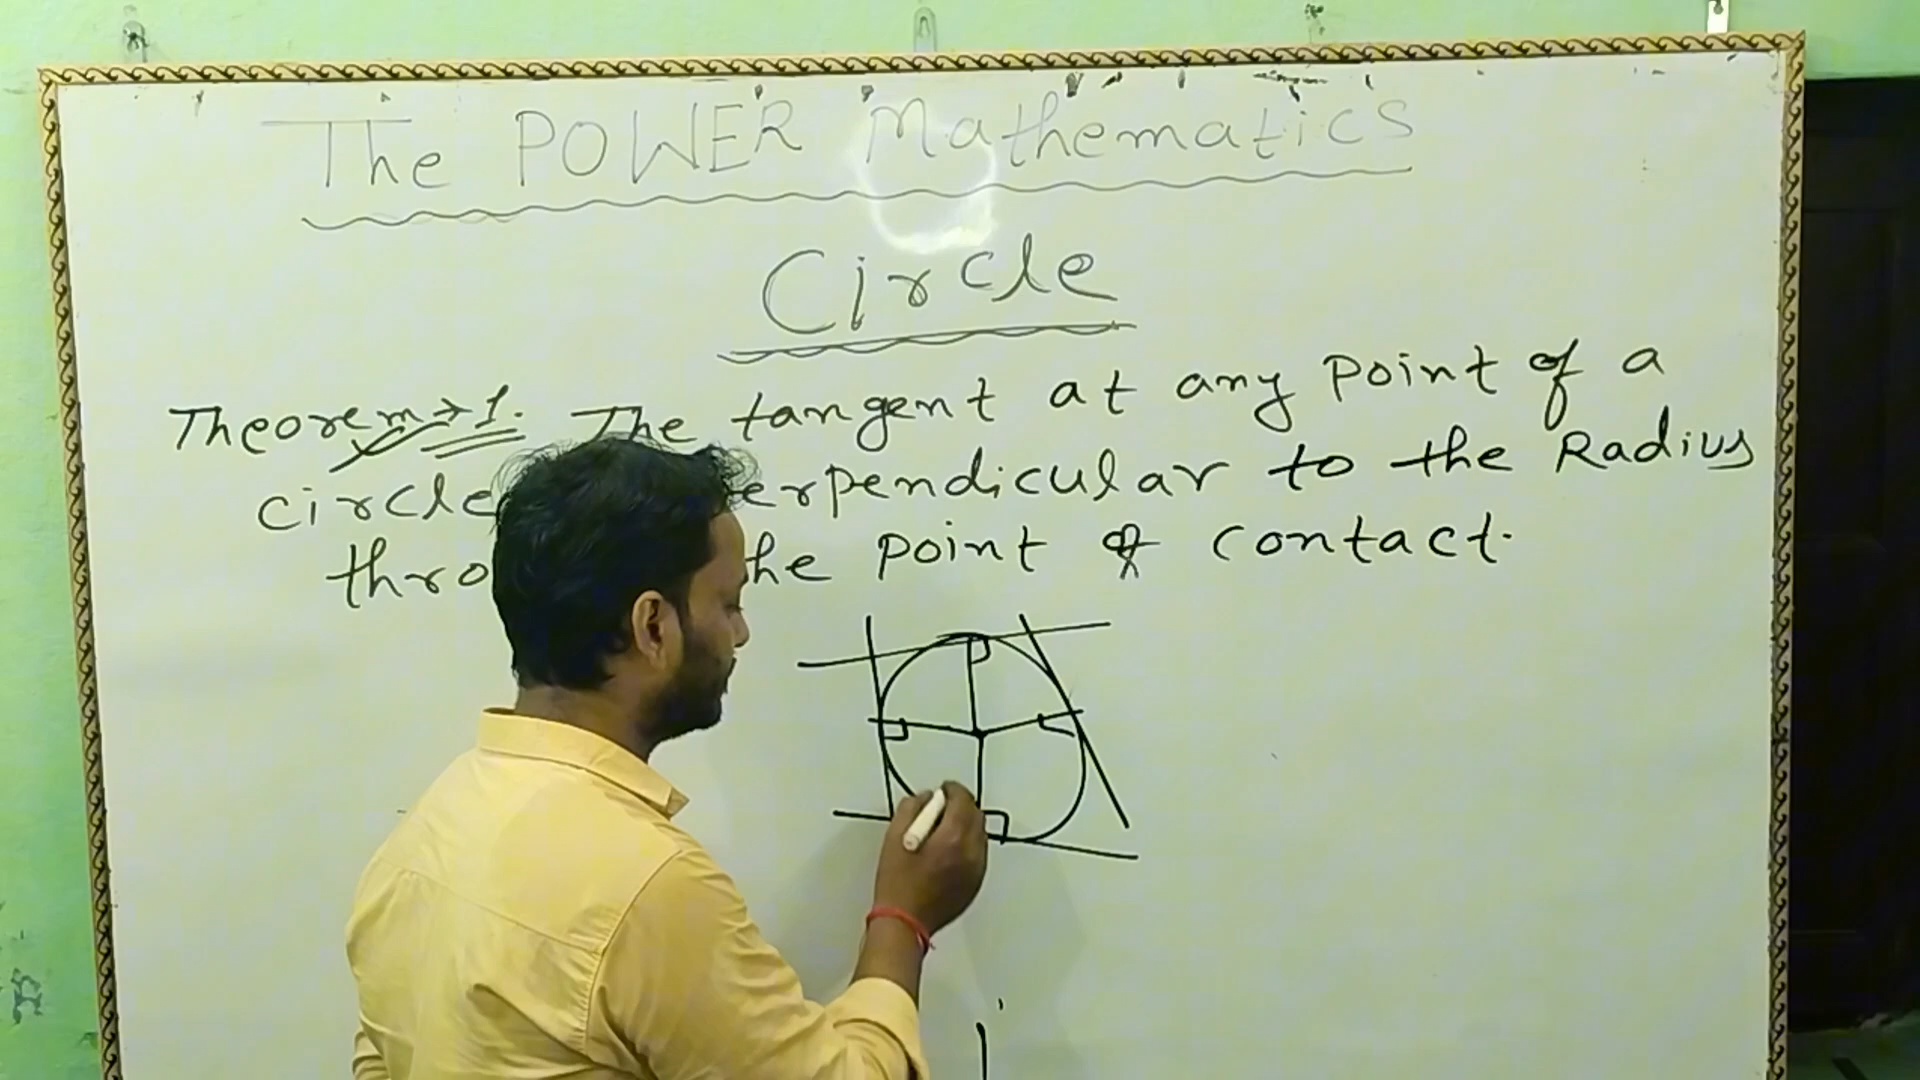 The POWER Mathematics
Circle
Theorem → 1. The tangent at any point of a
circle erpendicular to the Radius
thro he point of contact.